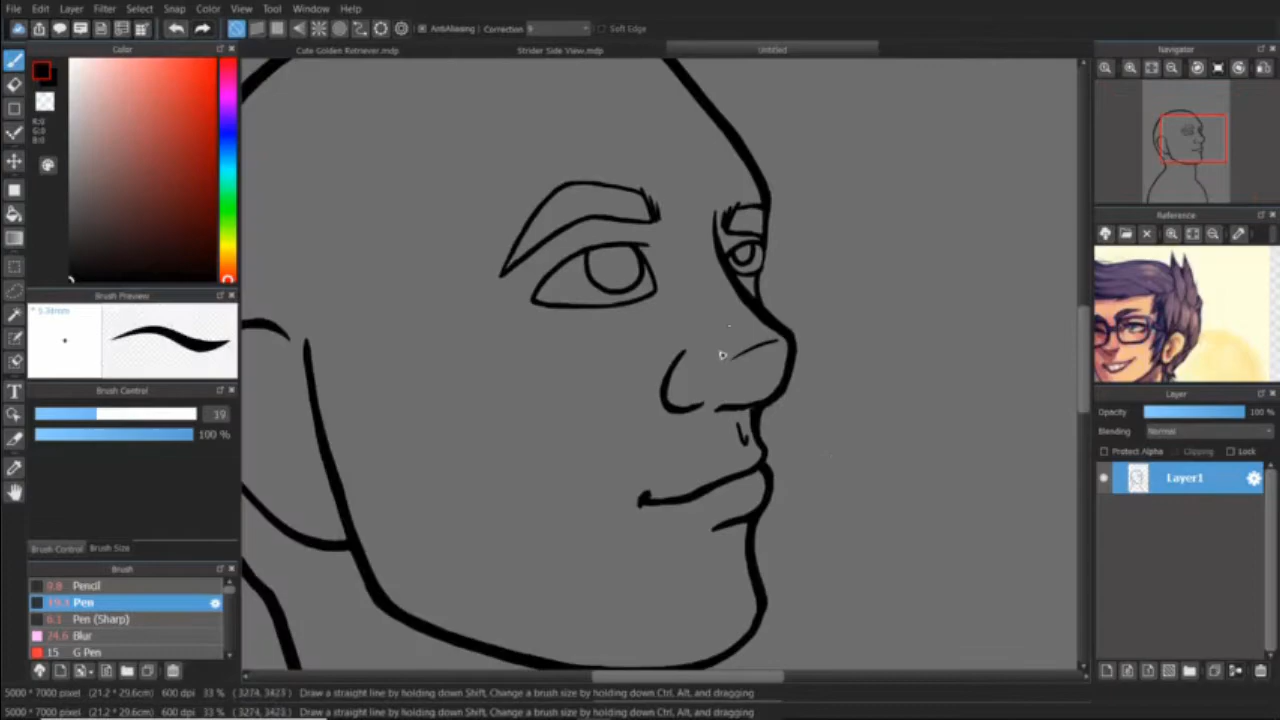 File Edit Layer Filter Select Snap Color View Tool Window Help
AntiAliasing Correction 9 Soft Edge
Color
Cute Golden Retriever.mdp Strider Side View.mdp Untitled
Navigator
R:0
G:0
B:0
Reference
Brush Preview
Brush Control
19
100 %
Layer
Opacity 100 %
Blending Normal
Protect Alpha Clipping Lock
Layer1
Brush Control Brush Size
Brush
Pencil
Pen
Pen (Sharp)
Blur
15 G Pen
5000 * 7000 pixel (21.2 * 29.6cm) 600 dpi 33 % ( 3274, 3423) Draw a straight line by holding down Shift, Change a brush size by holding down Ctrl, Alt, and dragging
5000 * 7000 pixel (21.2 * 29.6cm) 600 dpi 33 % ( 3274, 3423) Draw a straight line by holding down Shift, Change a brush size by holding down Ctrl, Alt, and dragging